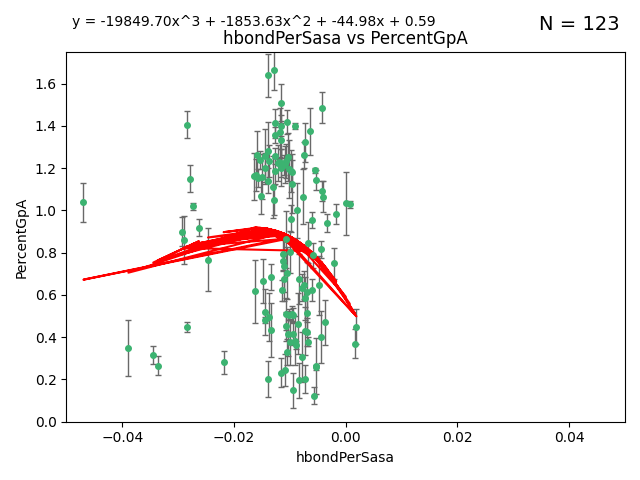 y = -19849.70x^3 + -1853.63x^2 + -44.98x + 0.59
N = 123
hbondPerSasa vs PercentGpA
PercentGpA
1.6
1.4
1.2
1.0
0.8
0.6
0.4
0.2
0.0
−0.04 −0.02 0.00 0.02 0.04
hbondPerSasa